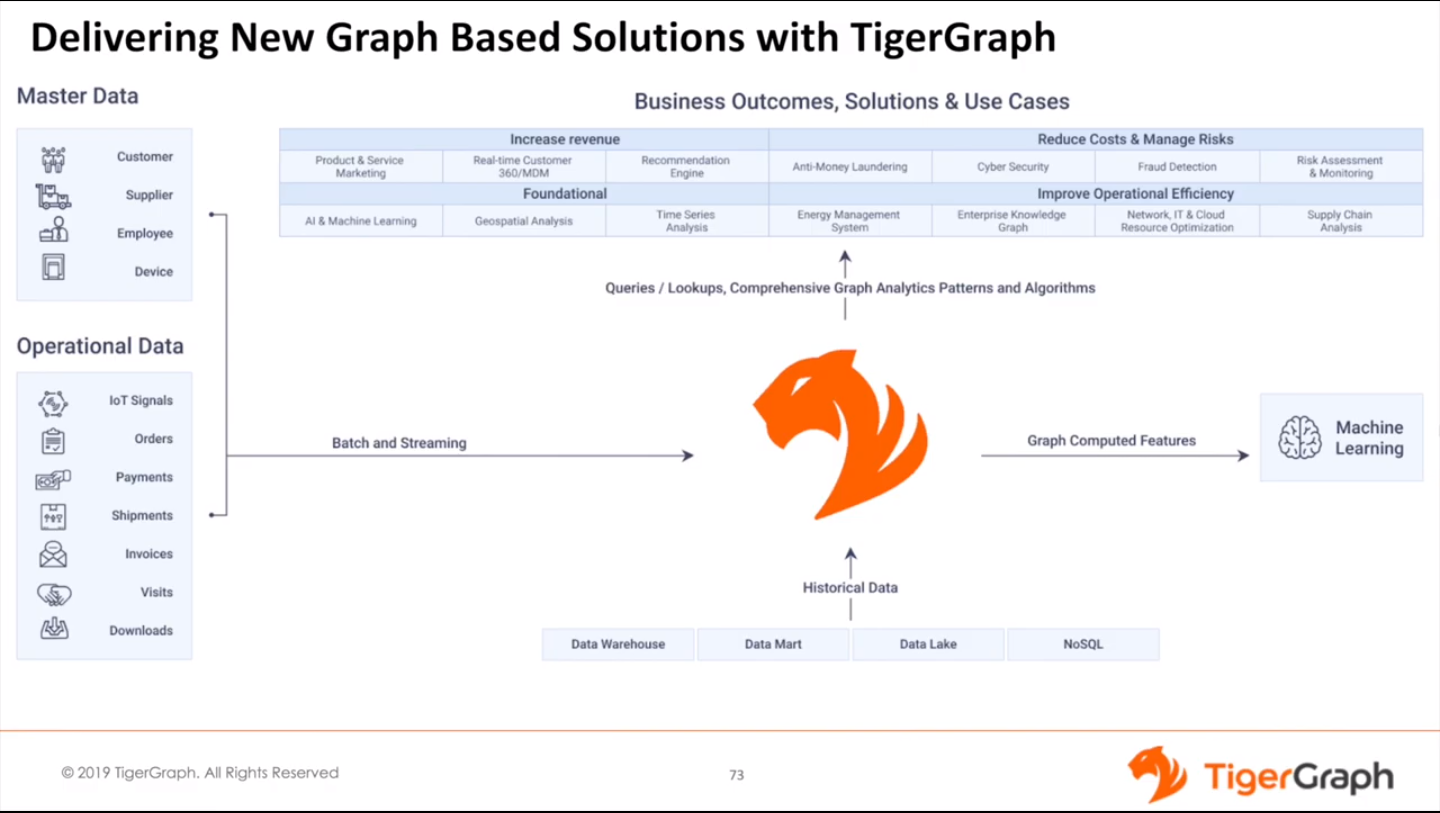 Delivering New Graph Based Solutions with TigerGraph
Master Data
Customer
Supplier
Employee
Device
Operational Data
IoT Signals
Orders
Payments
Shipments
Invoices
Visits
Downloads
Batch and Streaming
Business Outcomes, Solutions & Use Cases
Increase revenue
Reduce Costs & Manage Risks
Product & Service
Marketing
Real-time Customer
360/MDM
Recommendation
Engine
Anti-Money Laundering
Cyber Security
Fraud Detection
Risk Assessment
& Monitoring
Foundational
Improve Operational Efficiency
AI & Machine Learning
Geospatial Analysis
Time Series
Analysis
Energy Management
System
Enterprise Knowledge
Graph
Network, IT & Cloud
Resource Optimization
Supply Chain
Analysis
Queries / Lookups, Comprehensive Graph Analytics Patterns and Algorithms
Graph Computed Features
Machine
Learning
Historical Data
Data Warehouse
Data Mart
Data Lake
NoSQL
© 2019 TigerGraph. All Rights Reserved
73
TigerGraph